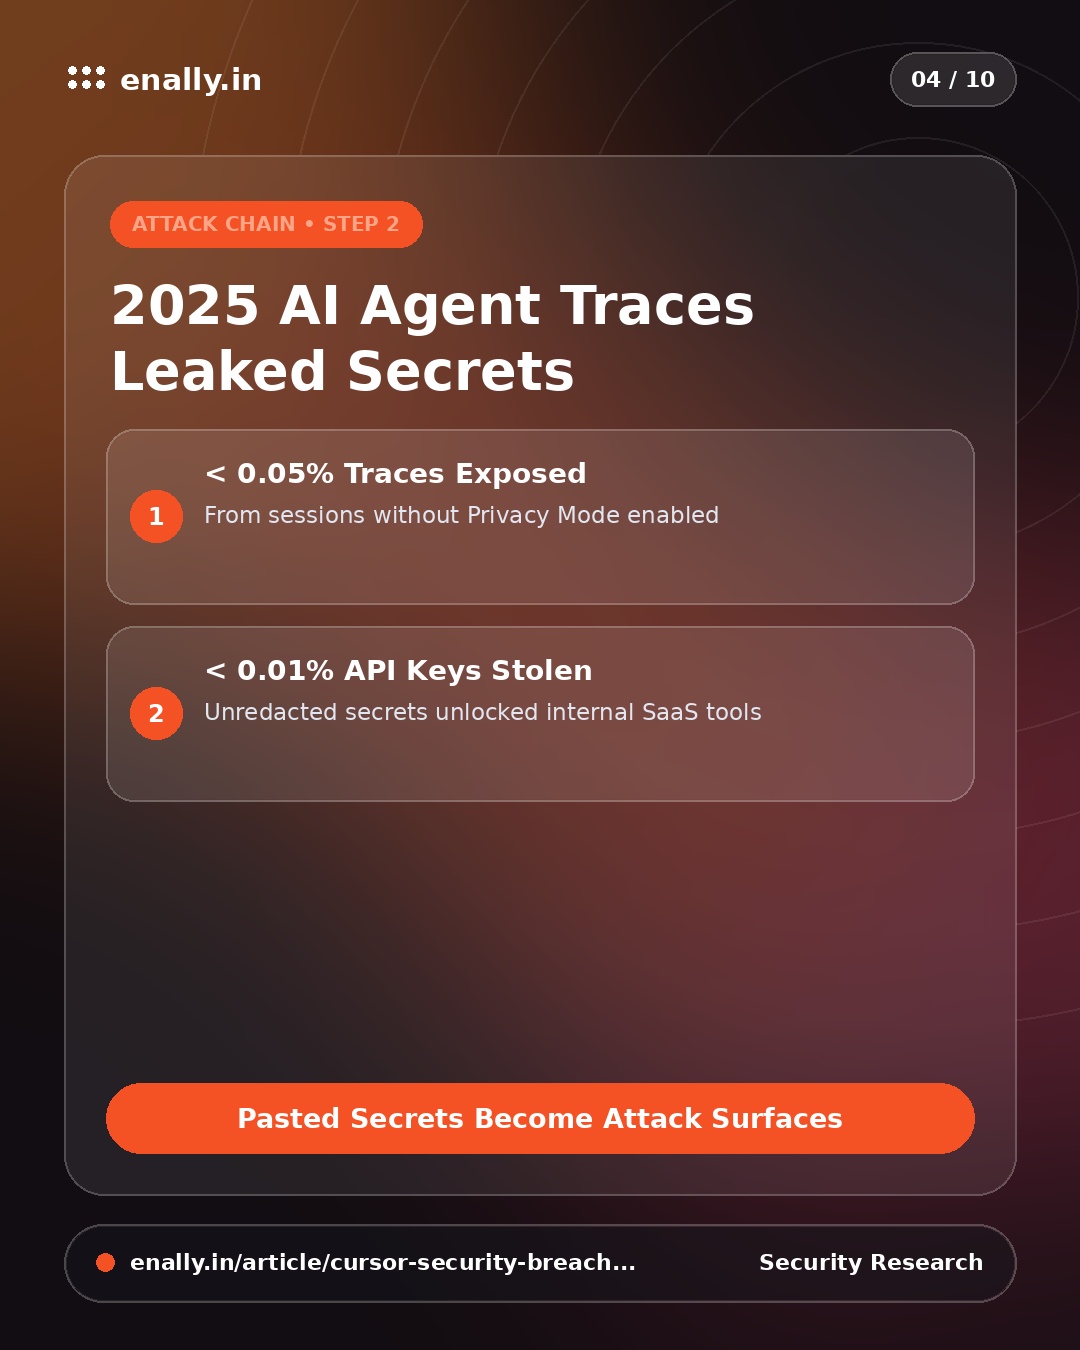 enally.in
04 / 10
ATTACK CHAIN • STEP 2
2025 AI Agent Traces
Leaked Secrets
< 0.05% Traces Exposed
1
From sessions without Privacy Mode enabled
< 0.01% API Keys Stolen
2
Unredacted secrets unlocked internal SaaS tools
Pasted Secrets Become Attack Surfaces
enally.in/article/cursor-security-breach...
Security Research